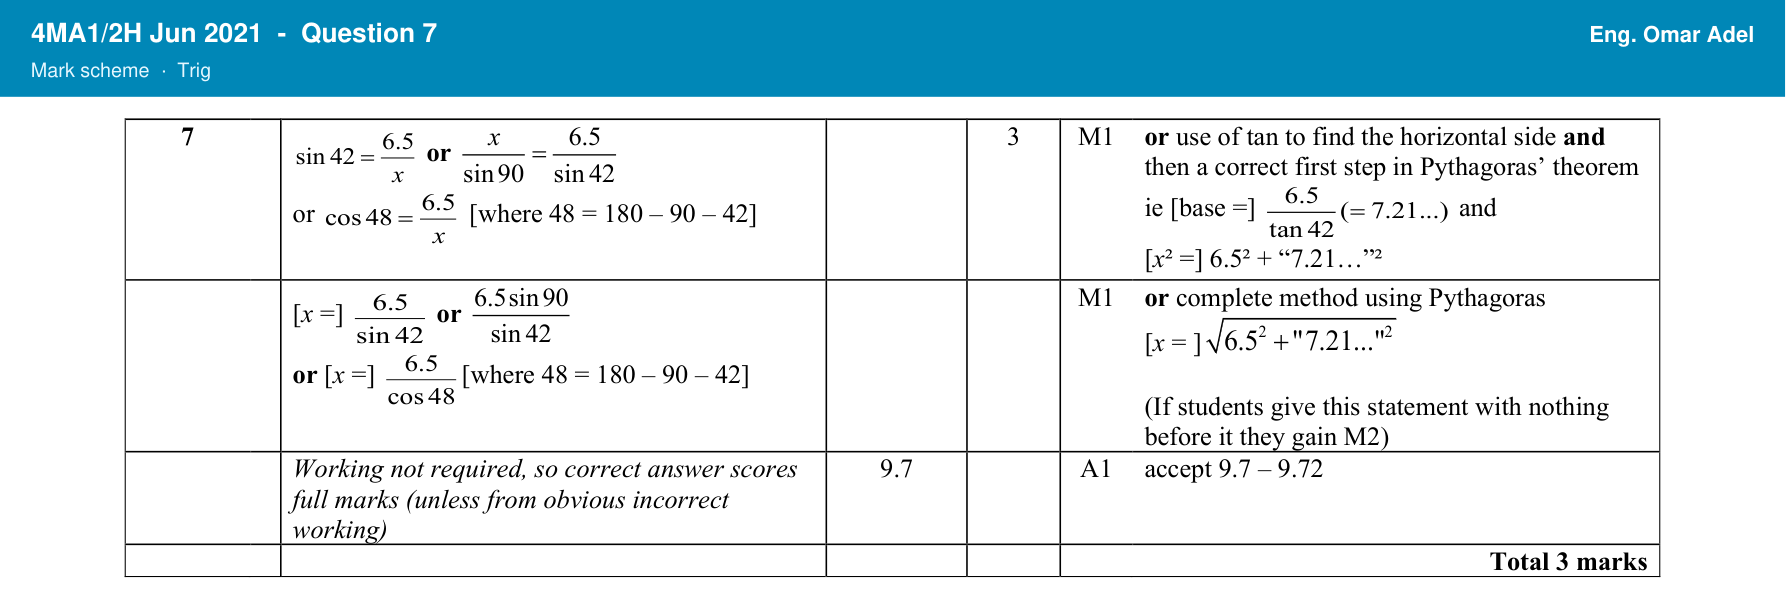 4MA1/2H Jun 2021 - Question 7
Eng. Omar Adel
Mark scheme · Trig
7
sin 42 = 6.5/x or x/sin 90 = 6.5/sin 42
or cos 48 = 6.5/x [where 48 = 180 – 90 – 42]
3
M1
or use of tan to find the horizontal side and
then a correct first step in Pythagoras’ theorem
ie [base =] 6.5/tan 42 (= 7.21...) and
[x² =] 6.5² + “7.21…”²
[x =] 6.5/sin 42 or 6.5 sin 90/sin 42
or [x =] 6.5/cos 48 [where 48 = 180 – 90 – 42]
M1
or complete method using Pythagoras
[x = ] √(6.5² + "7.21..."²)
(If students give this statement with nothing
before it they gain M2)
Working not required, so correct answer scores
full marks (unless from obvious incorrect
working)
9.7
A1
accept 9.7 – 9.72
Total 3 marks